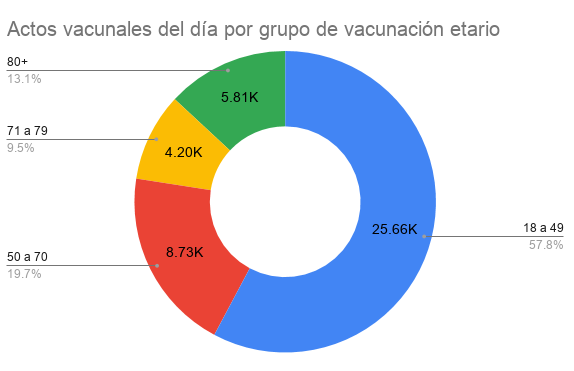 Actos vacunales del día por grupo de vacunación etario
80+
13.1%
5.81K
71 a 79
9.5%
4.20K
25.66K
18 a 49
57.8%
50 a 70
19.7%
8.73K